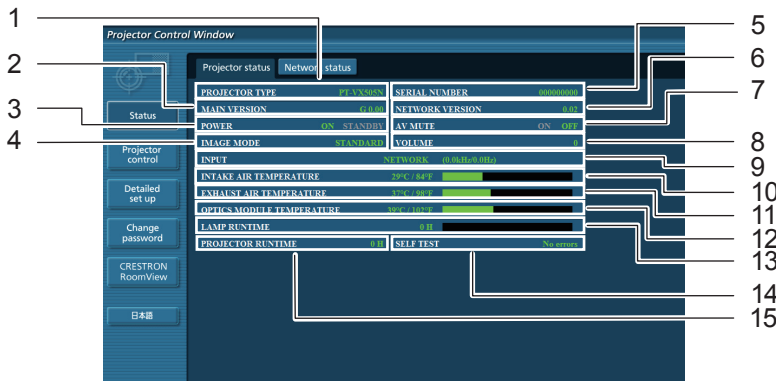 Projector Control Window
Projector status
Network status
PROJECTOR TYPE PT-VX505N
SERIAL NUMBER 000000000
MAIN VERSION G 0.00
NETWORK VERSION 0.02
POWER ON STANDBY
AV MUTE ON OFF
IMAGE MODE STANDARD
VOLUME 0
INPUT NETWORK (0.0kHz/0.0Hz)
INTAKE AIR TEMPERATURE 29°C / 84°F
EXHAUST AIR TEMPERATURE 37°C / 98°F
OPTICS MODULE TEMPERATURE 39°C / 102°F
LAMP RUNTIME 0 H
PROJECTOR RUNTIME 0 H
SELF TEST No errors
Status
Projector
control
Detailed
set up
Change
password
CRESTRON
RoomView
日本語
1
2
3
4
5
6
7
8
9
10
11
12
13
14
15